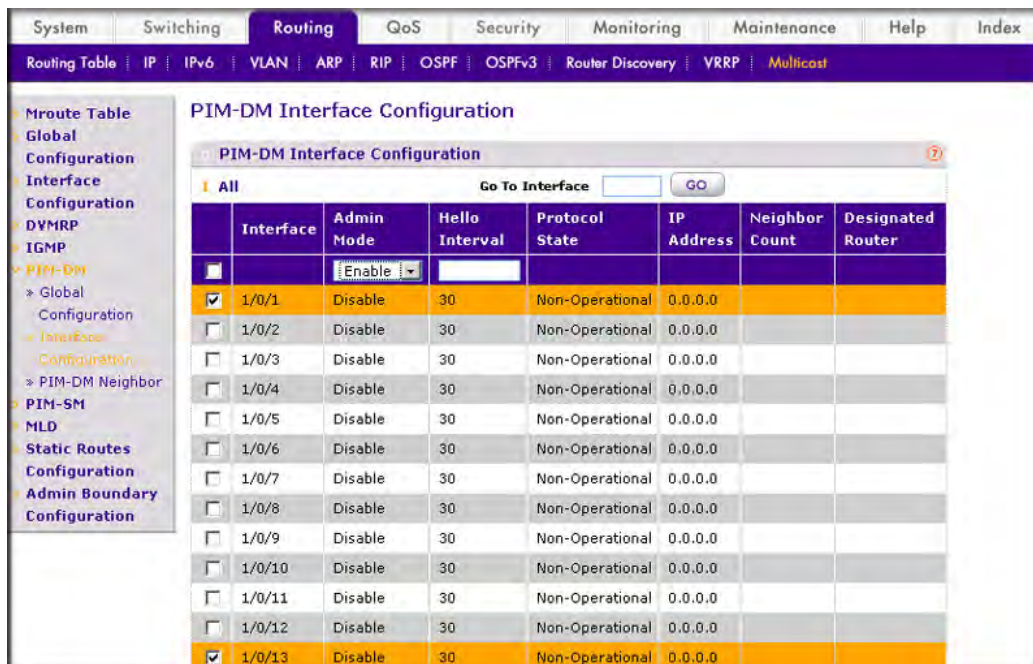 System Switching Routing QoS Security Monitoring Maintenance Help Index
Routing Table IP IPv6 VLAN ARP RIP OSPF OSPFv3 Router Discovery VRRP Multicast
Mroute Table
Global
Configuration
Interface
Configuration
DVMRP
IGMP
PIM-DM
» Global
Configuration
» Interface
Configuration
» PIM-DM Neighbor
PIM-SM
MLD
Static Routes
Configuration
Admin Boundary
Configuration
PIM-DM Interface Configuration
PIM-DM Interface Configuration ?
1 All Go To Interface GO
Interface Admin Mode Hello Interval Protocol State IP Address Neighbor Count Designated Router
Enable
1/0/1 Disable 30 Non-Operational 0.0.0.0
1/0/2 Disable 30 Non-Operational 0.0.0.0
1/0/3 Disable 30 Non-Operational 0.0.0.0
1/0/4 Disable 30 Non-Operational 0.0.0.0
1/0/5 Disable 30 Non-Operational 0.0.0.0
1/0/6 Disable 30 Non-Operational 0.0.0.0
1/0/7 Disable 30 Non-Operational 0.0.0.0
1/0/8 Disable 30 Non-Operational 0.0.0.0
1/0/9 Disable 30 Non-Operational 0.0.0.0
1/0/10 Disable 30 Non-Operational 0.0.0.0
1/0/11 Disable 30 Non-Operational 0.0.0.0
1/0/12 Disable 30 Non-Operational 0.0.0.0
1/0/13 Disable 30 Non-Operational 0.0.0.0